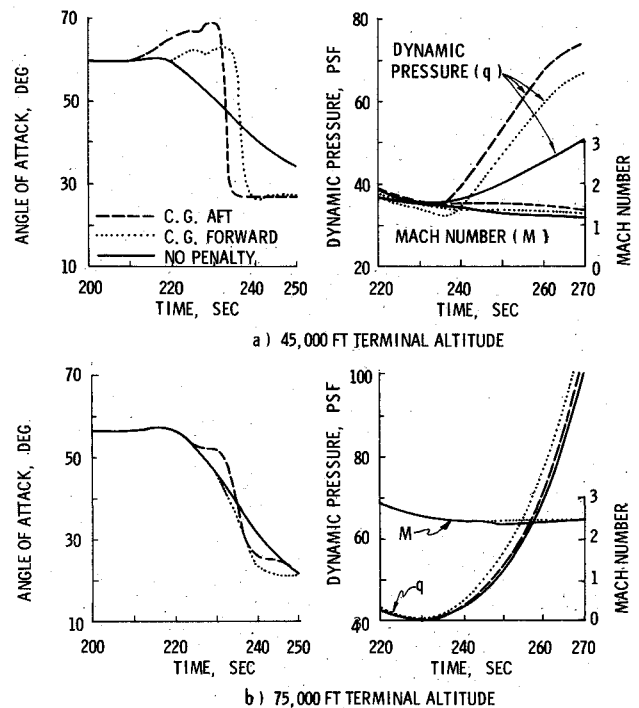 70
50
30
10
ANGLE OF ATTACK, DEG
C.G. AFT
C.G. FORWARD
NO PENALTY
200 220 240 250
TIME, SEC
80
60
40
20
DYNAMIC PRESSURE, PSF
DYNAMIC
PRESSURE (q)
MACH NUMBER (M)
3
2
1
0
MACH NUMBER
220 240 260 270
TIME, SEC
a) 45,000 FT TERMINAL ALTITUDE
70
50
30
10
ANGLE OF ATTACK, DEG
200 220 240 250
TIME, SEC
100
80
60
DYNAMIC PRESSURE, PSF
M
q
3
2
1
0
MACH NUMBER
220 240 260 270
TIME, SEC
b) 75,000 FT TERMINAL ALTITUDE